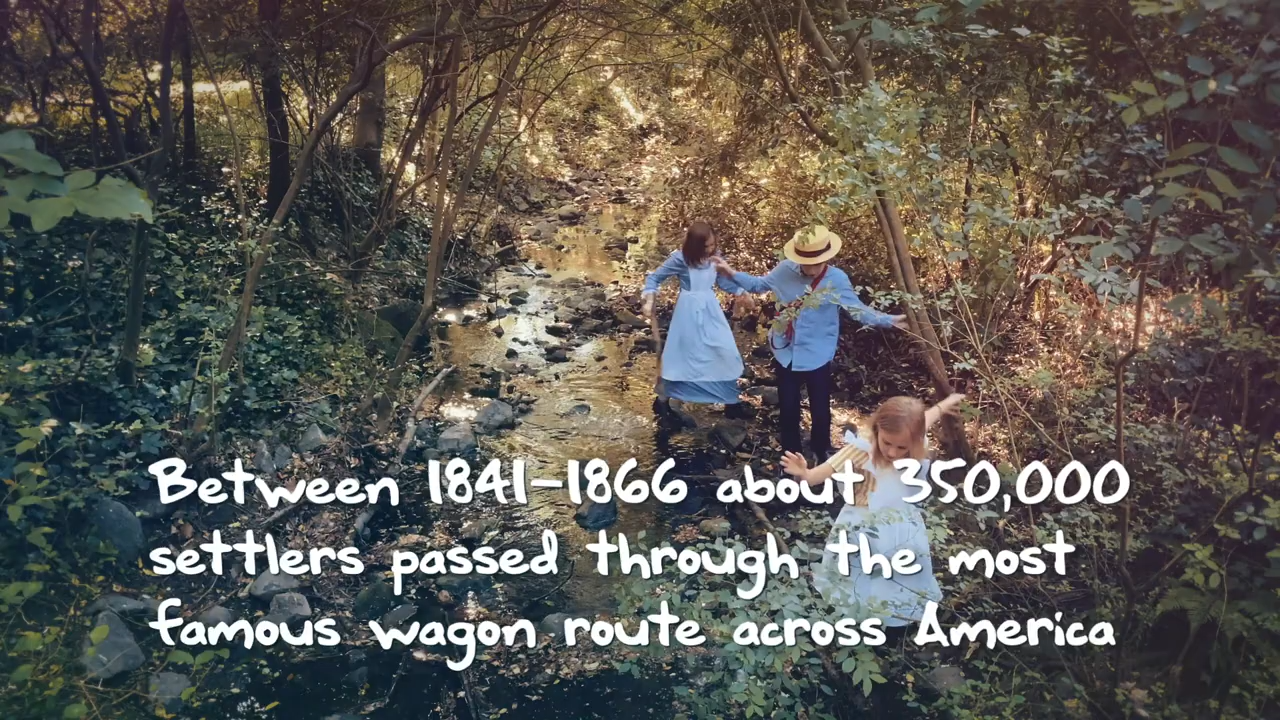 Between 1841-1866 about 350,000
settlers passed through the most
famous wagon route across America